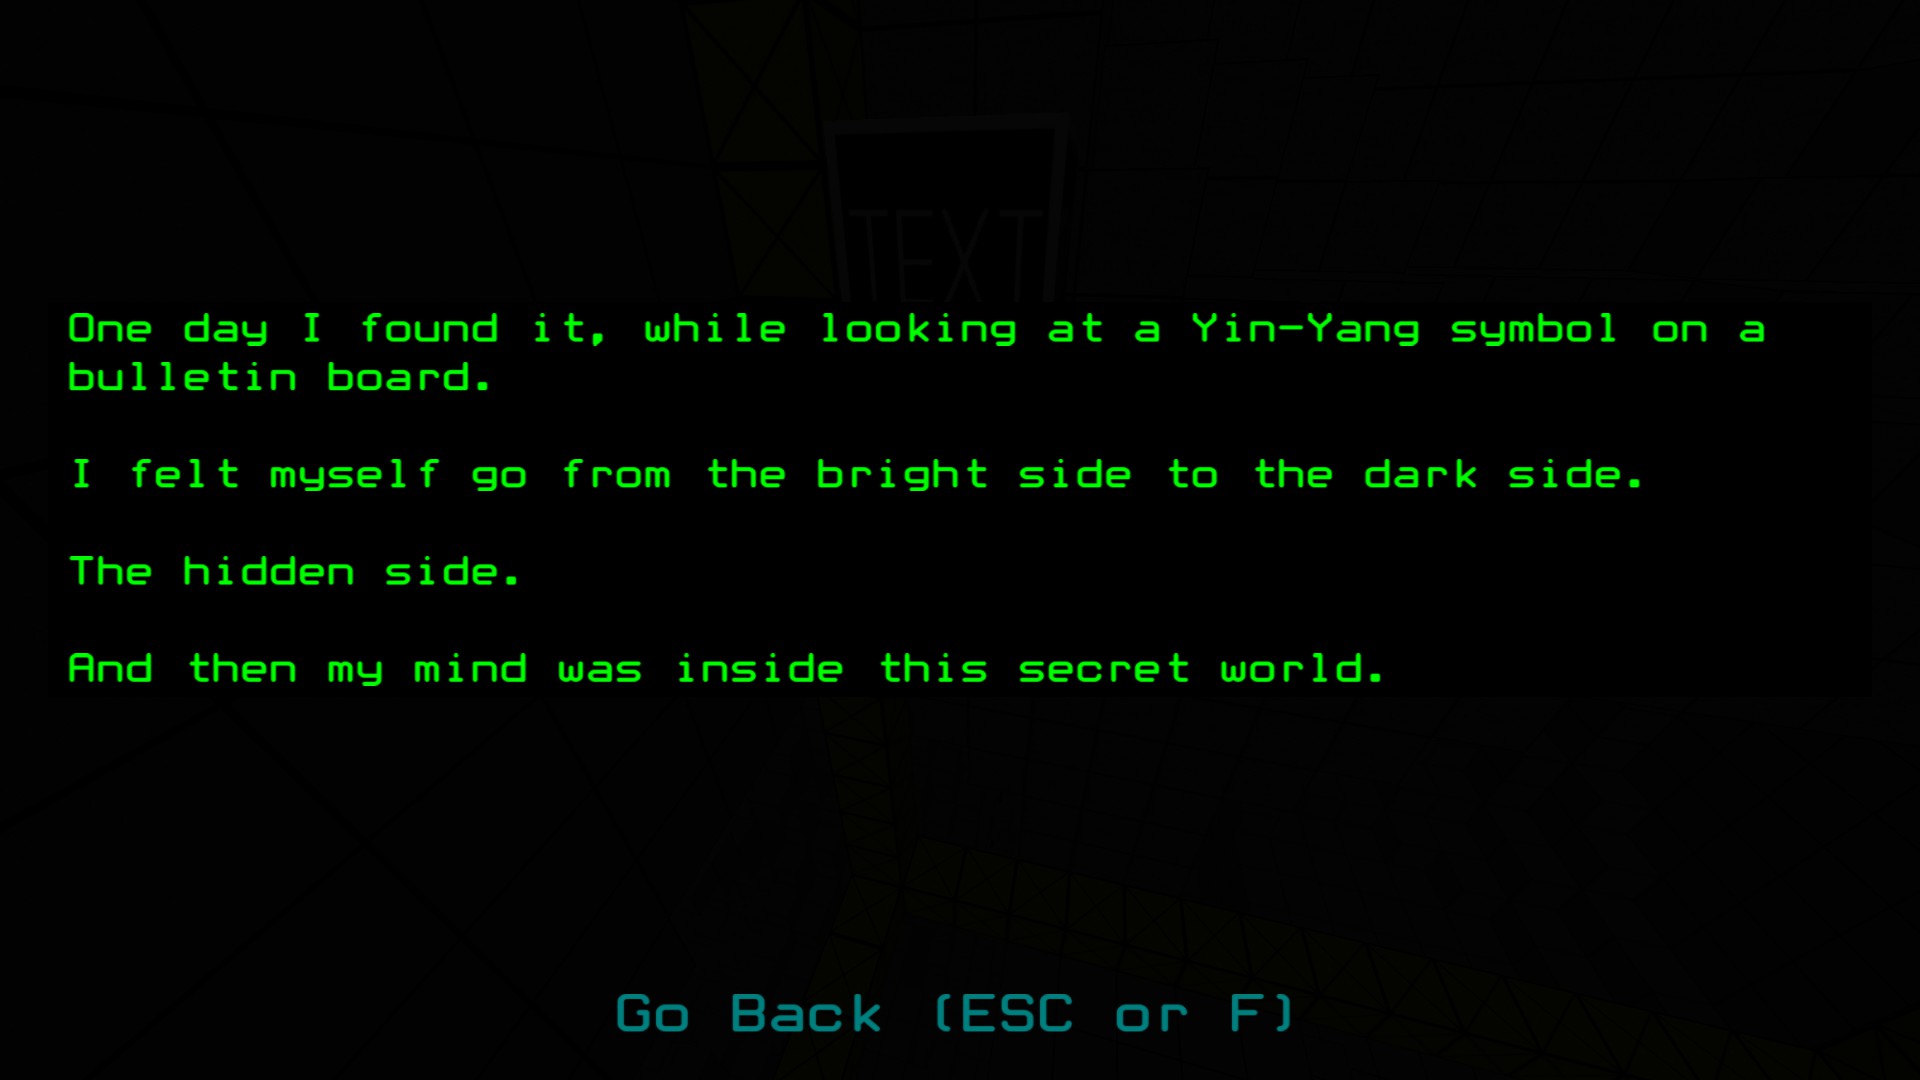 TEXT
One day I found it, while looking at a Yin-Yang symbol on a
bulletin board.
I felt myself go from the bright side to the dark side.
The hidden side.
And then my mind was inside this secret world.
Go Back (ESC or F)